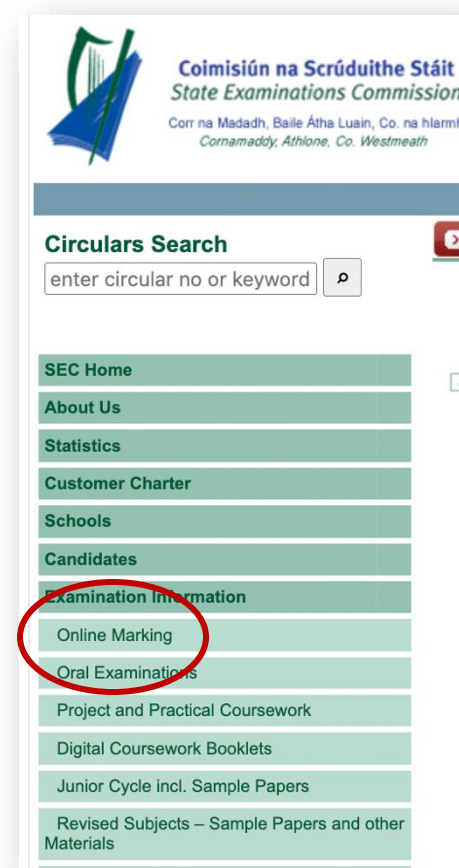 Coimisiún na Scrúduithe Stáit
State Examinations Commission
Corr na Madadh, Baile Átha Luain, Co. na
Cornamaddy, Athlone, Co. Westmeath
Circulars Search
enter circular no or keyword
SEC Home
About Us
Statistics
Customer Charter
Schools
Candidates
Examination Information
Online Marking
Oral Examinations
Project and Practical Coursework
Digital Coursework Booklets
Junior Cycle incl. Sample Papers
Revised Subjects – Sample Papers and other
Materials